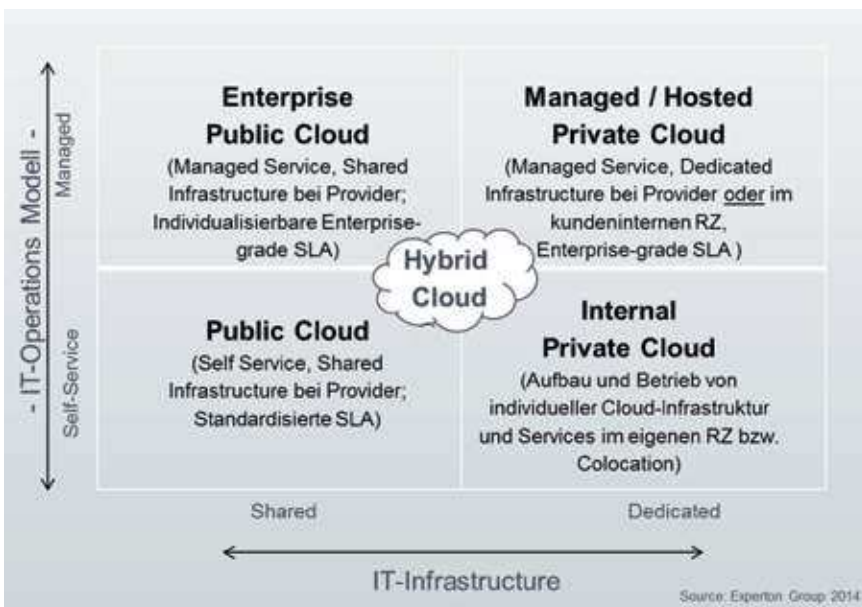 Enterprise
Public Cloud
(Managed Service, Shared
Infrastructure bei Provider;
Individualisierbare Enterprise-
grade SLA)
Managed / Hosted
Private Cloud
(Managed Service, Dedicated
Infrastructure bei Provider oder im
kundeninternen RZ,
Enterprise-grade SLA )
Hybrid
Cloud
Public Cloud
(Self Service, Shared
Infrastructure bei Provider;
Standardisierte SLA)
Internal
Private Cloud
(Aufbau und Betrieb von
individueller Cloud-Infrastruktur
und Services im eigenen RZ bzw.
Colocation)
- IT-Operations Modell -
Managed
Self-Service
Shared
Dedicated
IT-Infrastructure
Source: Experton Group 2014